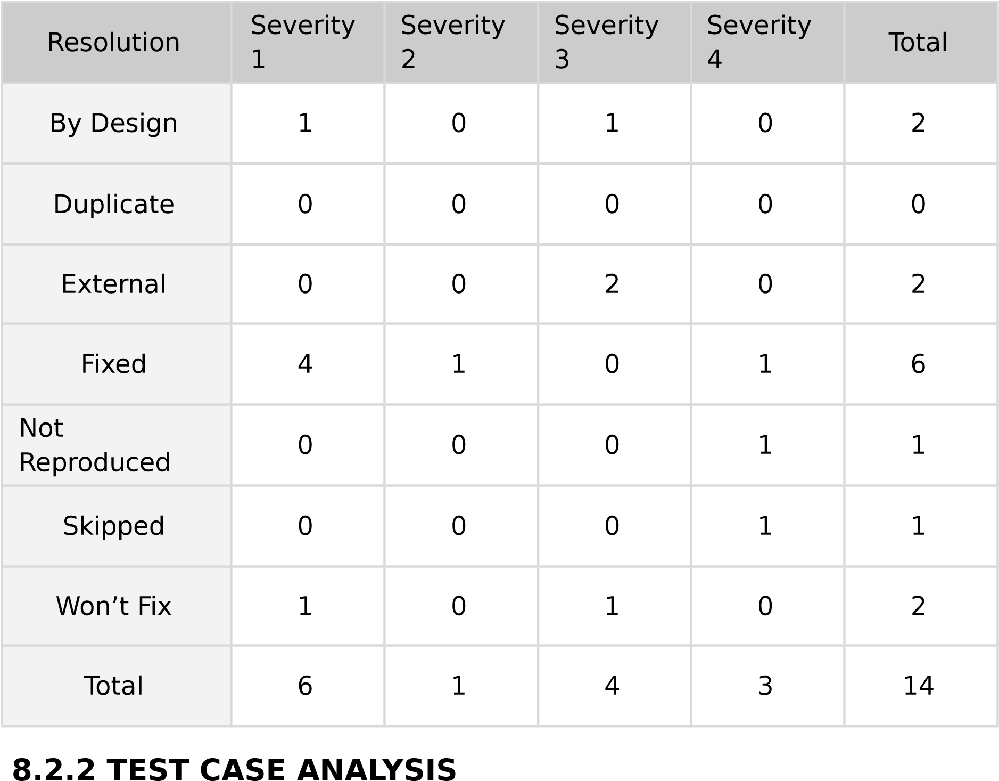 Resolution Severity 1 Severity 2 Severity 3 Severity 4 Total
By Design 1 0 1 0 2
Duplicate 0 0 0 0 0
External 0 0 2 0 2
Fixed 4 1 0 1 6
Not Reproduced 0 0 0 1 1
Skipped 0 0 0 1 1
Won’t Fix 1 0 1 0 2
Total 6 1 4 3 14
8.2.2 TEST CASE ANALYSIS